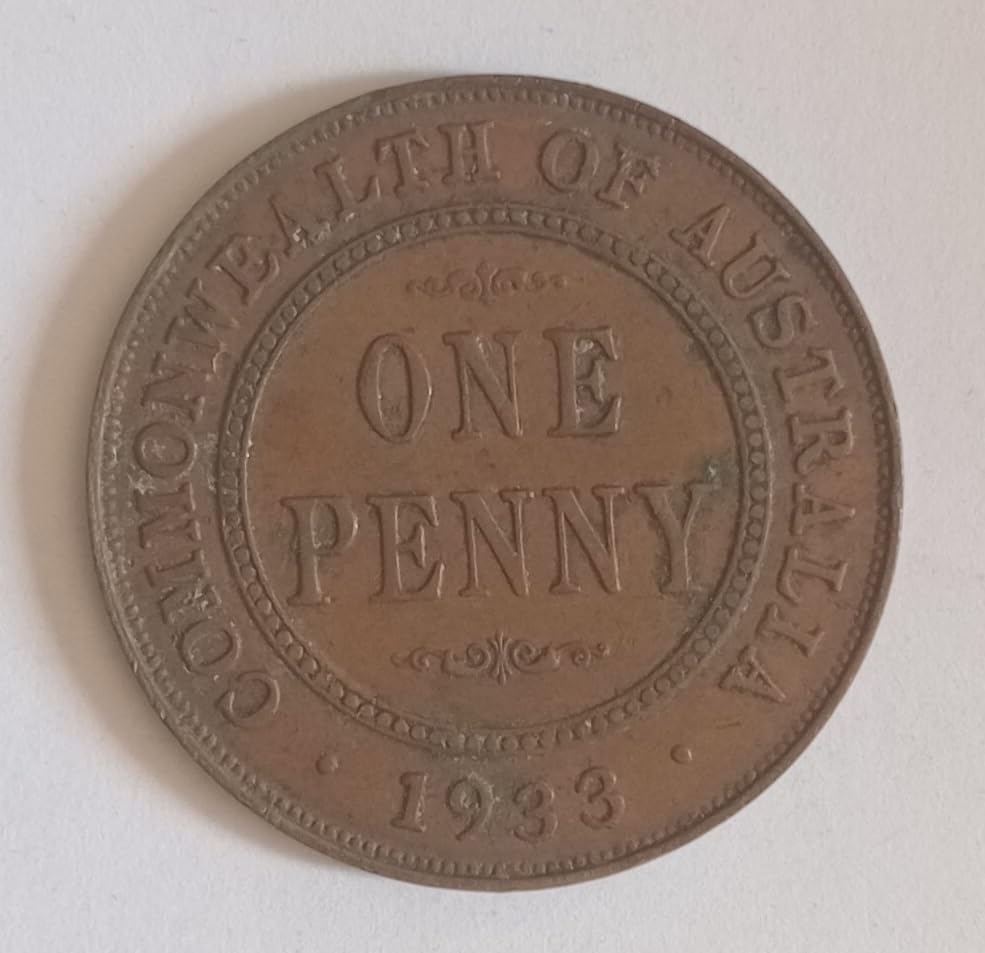 COMMONWEALTH OF AUSTRALIA
ONE
PENNY
· 1933 ·